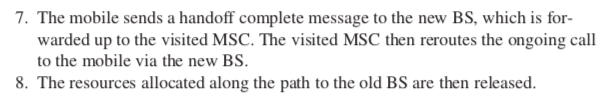 7. The mobile sends a handoff complete message to the new BS, which is for-
warded up to the visited MSC. The visited MSC then reroutes the ongoing call
to the mobile via the new BS.
8. The resources allocated along the path to the old BS are then released.